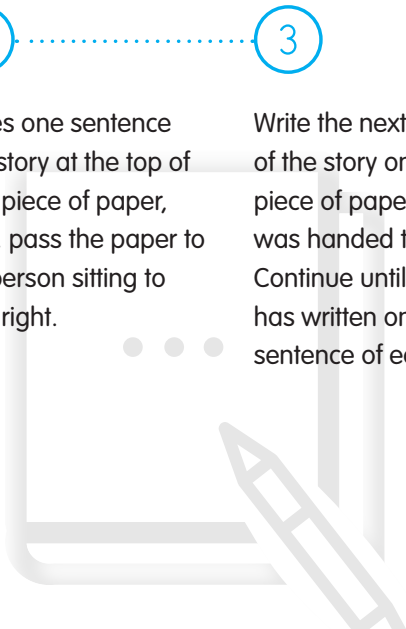 3
es one sentence
story at the top of
piece of paper,
pass the paper to
erson sitting to
right.
Write the next
of the story or
piece of pape
was handed t
Continue until
has written or
sentence of ea